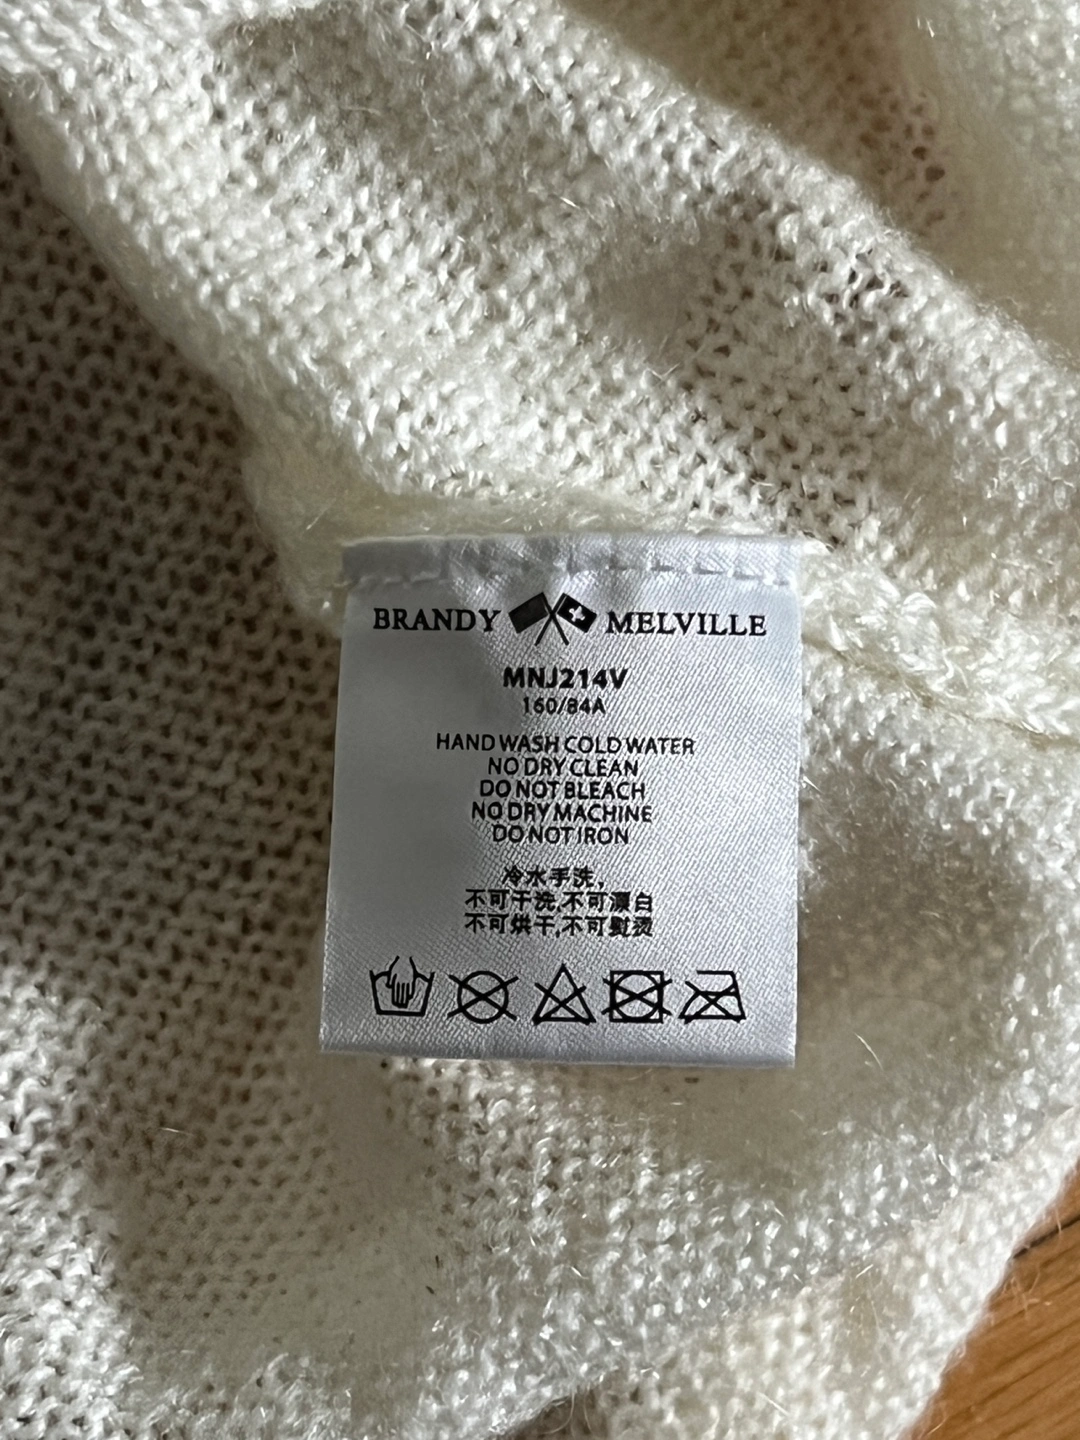 BRANDY MELVILLE
MNJ214V
160/84A
HAND WASH COLD WATER
NO DRY CLEAN
DO NOT BLEACH
NO DRY MACHINE
DO NOT IRON
冷水手洗,
不可干洗,不可漂白
不可烘干,不可熨烫